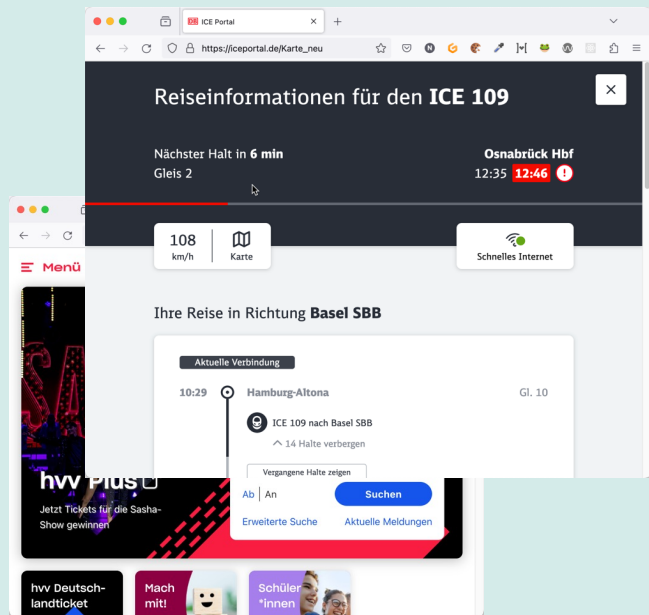 ICE Portal
https://iceportal.de/Karte_neu
Reiseinformationen für den ICE 109
Nächster Halt in 6 min
Osnabrück Hbf
Gleis 2
12:35 12:46 !
108
km/h
Karte
Schnelles Internet
Ihre Reise in Richtung Basel SBB
Aktuelle Verbindung
10:29 Hamburg-Altona Gl. 10
ICE 109 nach Basel SBB
14 Halte verbergen
Vergangene Halte zeigen
Menü
SA
hvv Plus
Jetzt Tickets für die Sasha-
Show gewinnen
Ab | An
Suchen
Erweiterte Suche
Aktuelle Meldungen
hvv Deutsch-
landticket
Mach
mit!
Schüler
*innen